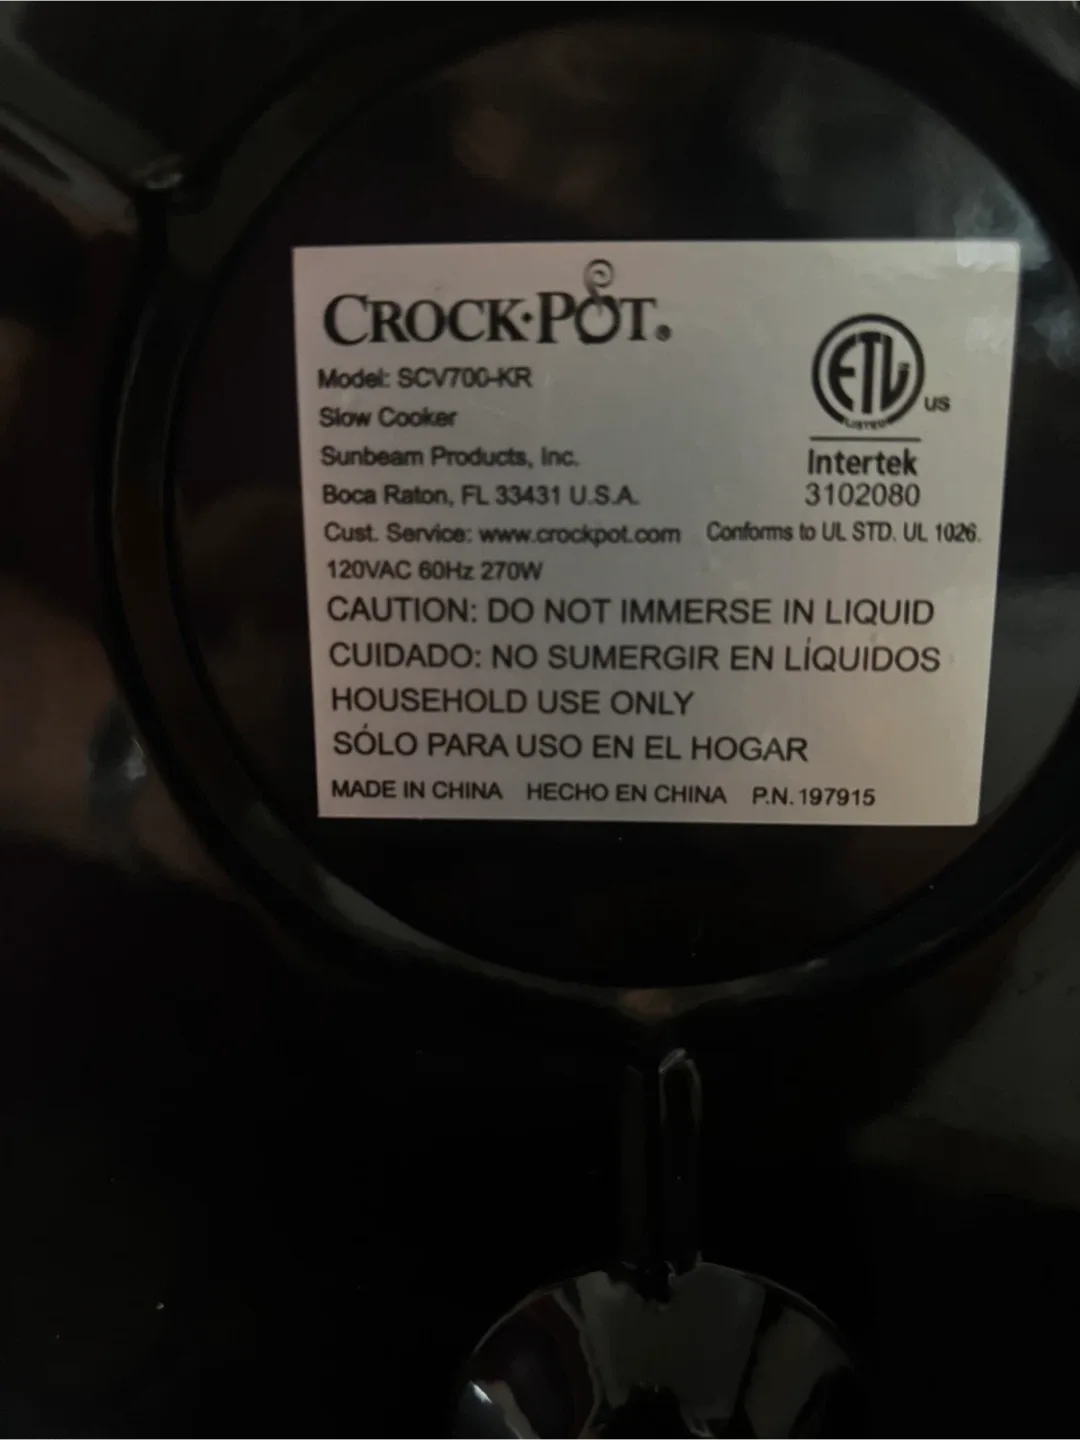 CROCK·POT®
Model: SCV700-KR
Slow Cooker
Sunbeam Products, Inc.
Boca Raton, FL 33431 U.S.A.
Cust. Service: www.crockpot.com
120VAC 60Hz 270W
ETL
LISTED
US
Intertek
3102080
Conforms to UL STD. UL 1026.
CAUTION: DO NOT IMMERSE IN LIQUID
CUIDADO: NO SUMERGIR EN LÍQUIDOS
HOUSEHOLD USE ONLY
SÓLO PARA USO EN EL HOGAR
MADE IN CHINA HECHO EN CHINA P.N. 197915